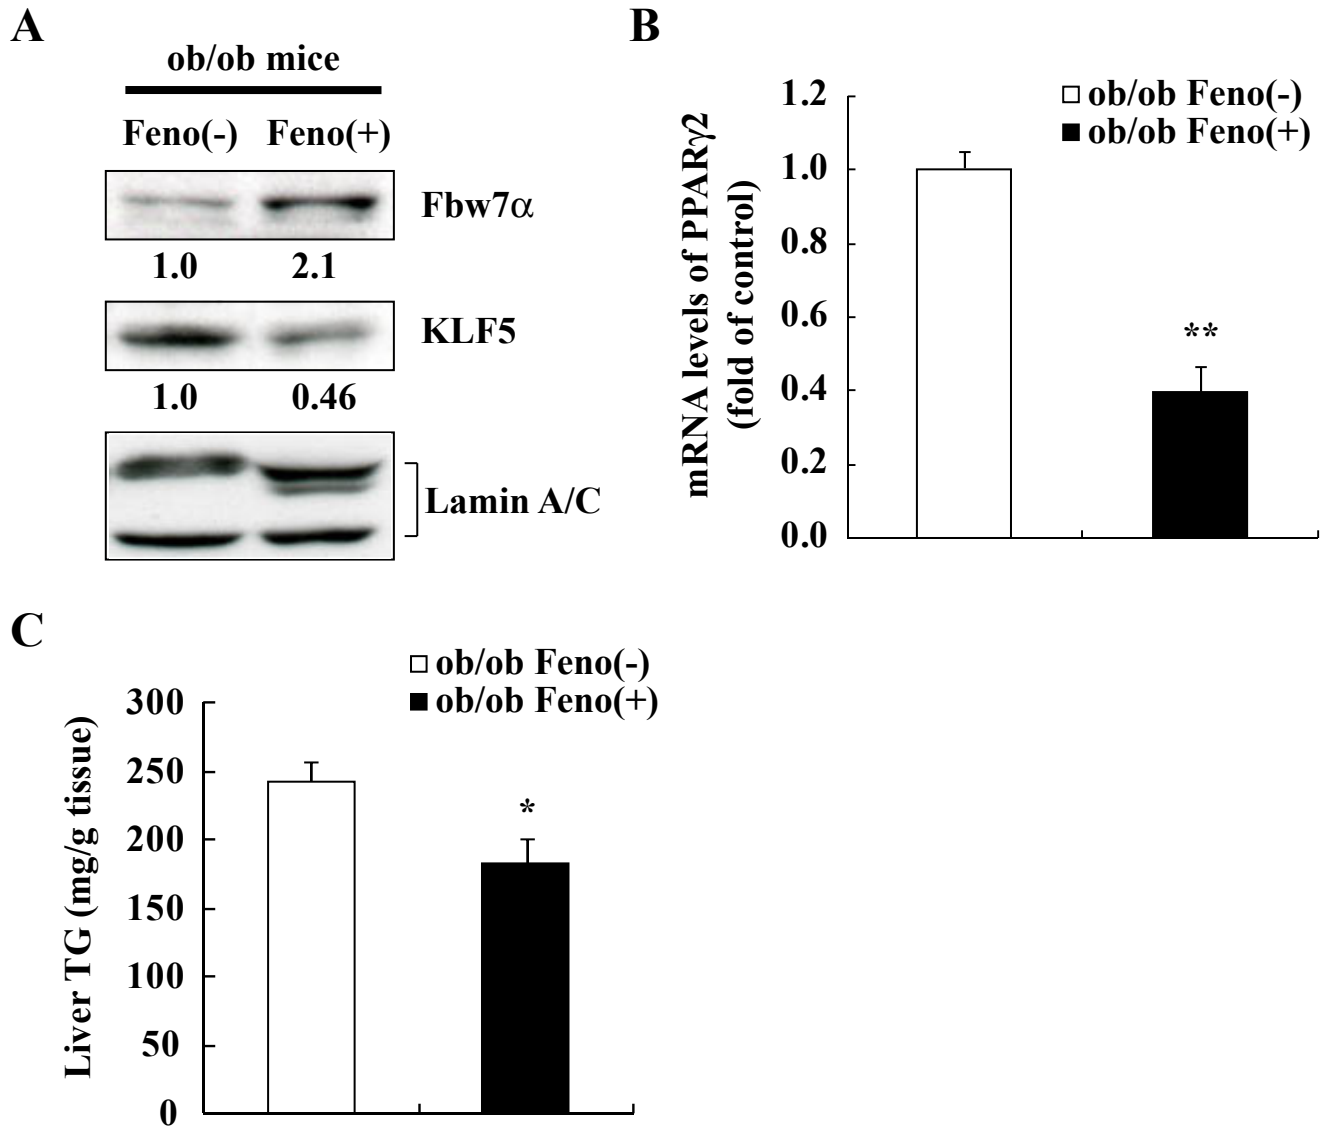 A
ob/ob mice
Feno(-) Feno(+)
Fbw7α
1.0 2.1
KLF5
1.0 0.46
Lamin A/C
B
mRNA levels of PPARγ2
(fold of control)
1.2
1.0
0.8
0.6
0.4
0.2
0.0
ob/ob Feno(-)
ob/ob Feno(+)
**
C
Liver TG (mg/g tissue)
300
250
200
150
100
50
0
ob/ob Feno(-)
ob/ob Feno(+)
*